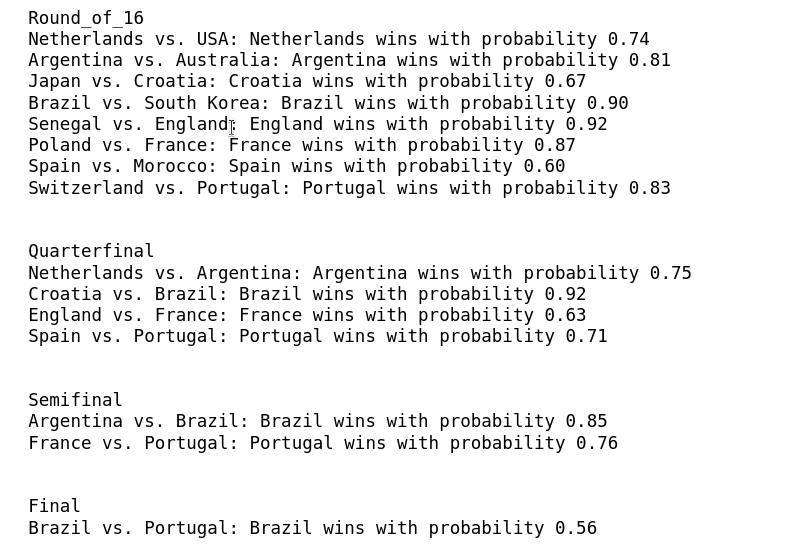 Round_of_16
Netherlands vs. USA: Netherlands wins with probability 0.74
Argentina vs. Australia: Argentina wins with probability 0.81
Japan vs. Croatia: Croatia wins with probability 0.67
Brazil vs. South Korea: Brazil wins with probability 0.90
Senegal vs. England: England wins with probability 0.92
Poland vs. France: France wins with probability 0.87
Spain vs. Morocco: Spain wins with probability 0.60
Switzerland vs. Portugal: Portugal wins with probability 0.83
Quarterfinal
Netherlands vs. Argentina: Argentina wins with probability 0.75
Croatia vs. Brazil: Brazil wins with probability 0.92
England vs. France: France wins with probability 0.63
Spain vs. Portugal: Portugal wins with probability 0.71
Semifinal
Argentina vs. Brazil: Brazil wins with probability 0.85
France vs. Portugal: Portugal wins with probability 0.76
Final
Brazil vs. Portugal: Brazil wins with probability 0.56